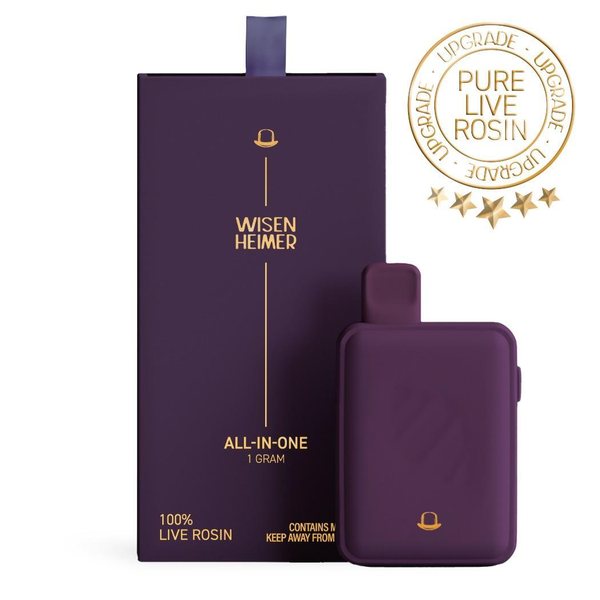 UPGRADE · UPGRADE · UPGRADE · UPGRADE ·
PURE
LIVE
ROSIN
WISEN
HEIMER
ALL-IN-ONE
1 GRAM
100%
LIVE ROSIN
CONTAINS
KEEP AWAY FROM